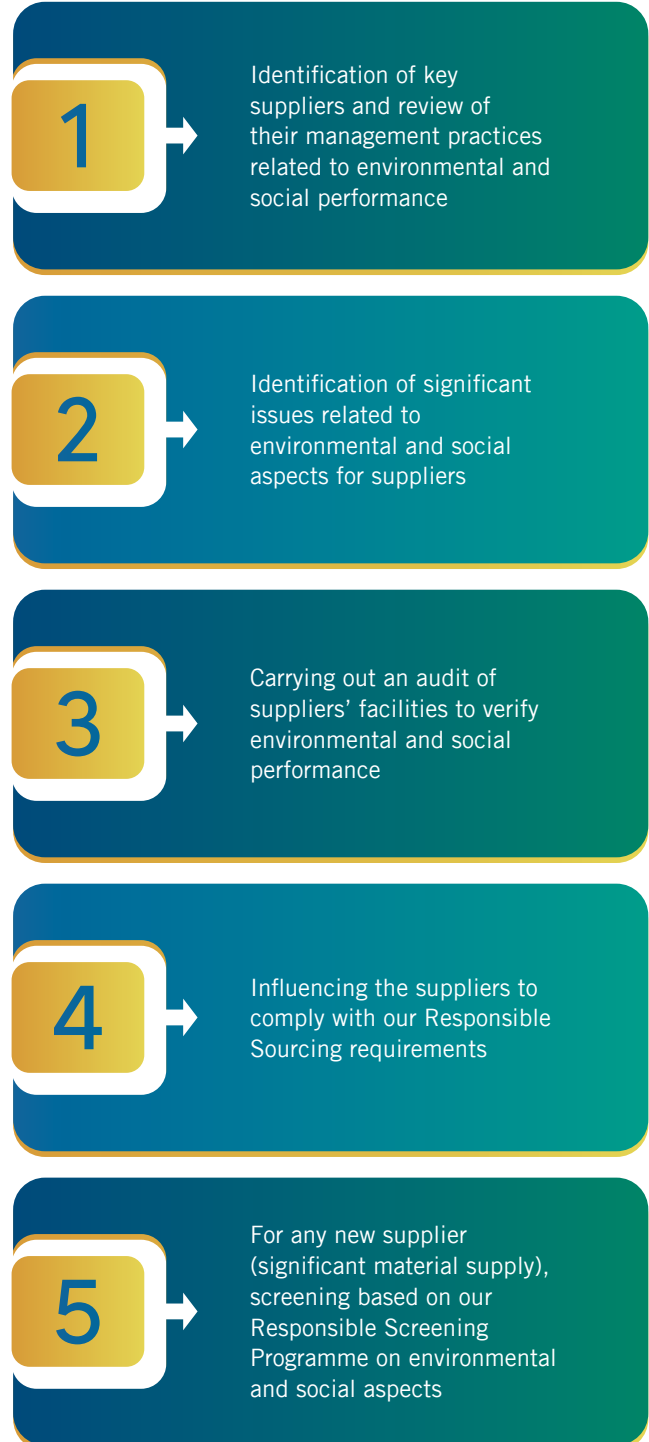 1
Identification of key
suppliers and review of
their management practices
related to environmental and
social performance
2
Identification of significant
issues related to
environmental and social
aspects for suppliers
3
Carrying out an audit of
suppliers’ facilities to verify
environmental and social
performance
4
Influencing the suppliers to
comply with our Responsible
Sourcing requirements
5
For any new supplier
(significant material supply),
screening based on our
Responsible Screening
Programme on environmental
and social aspects